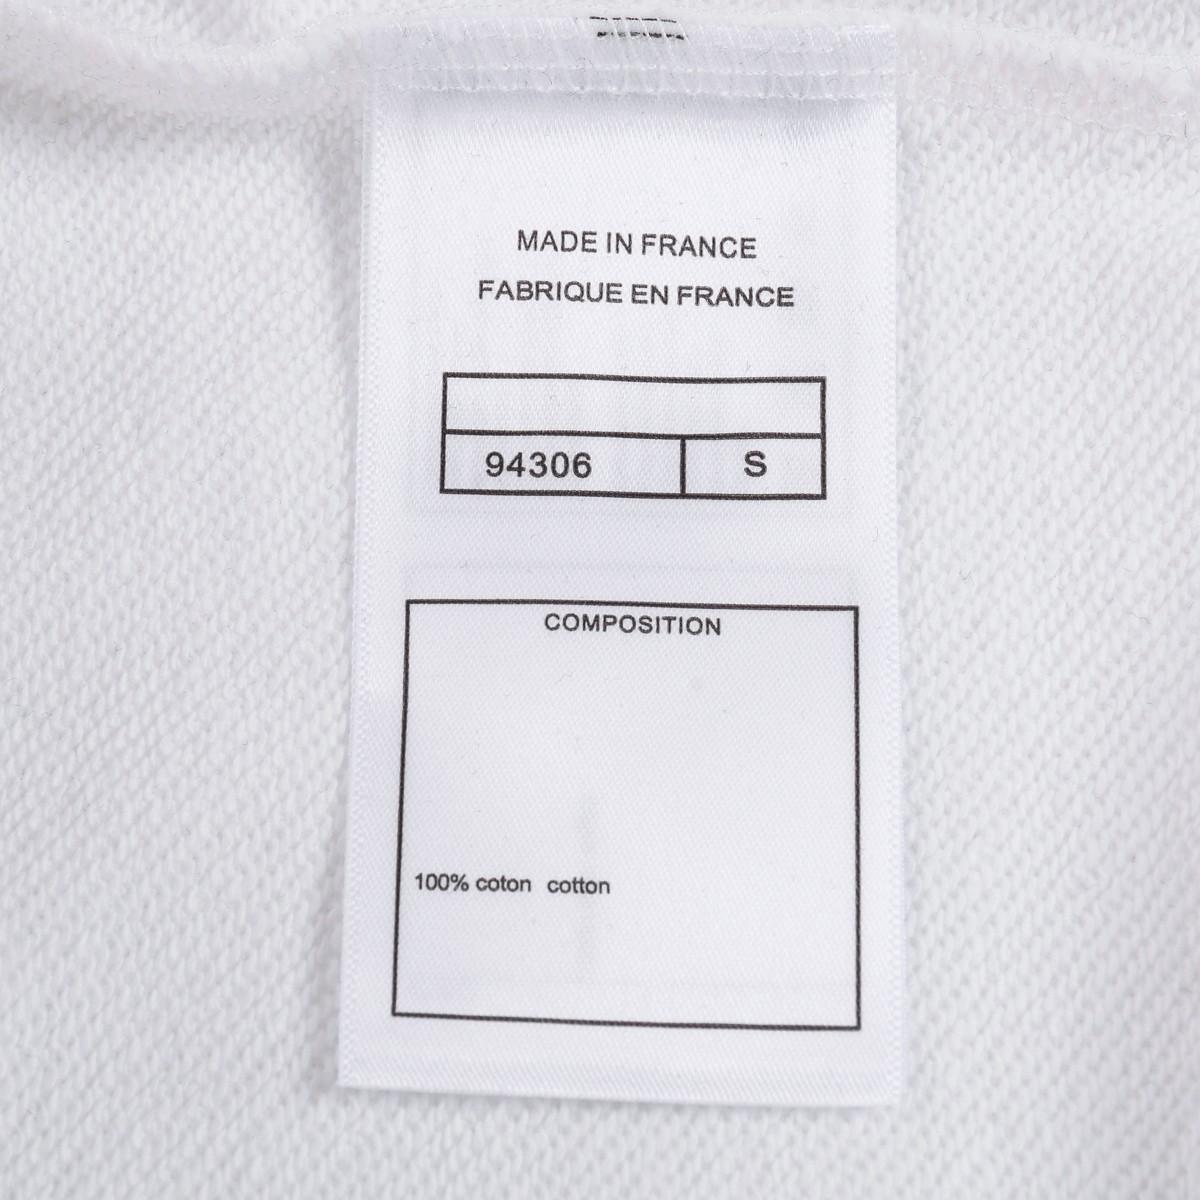 MADE IN FRANCE
FABRIQUE EN FRANCE
94306 S
COMPOSITION
100% coton cotton